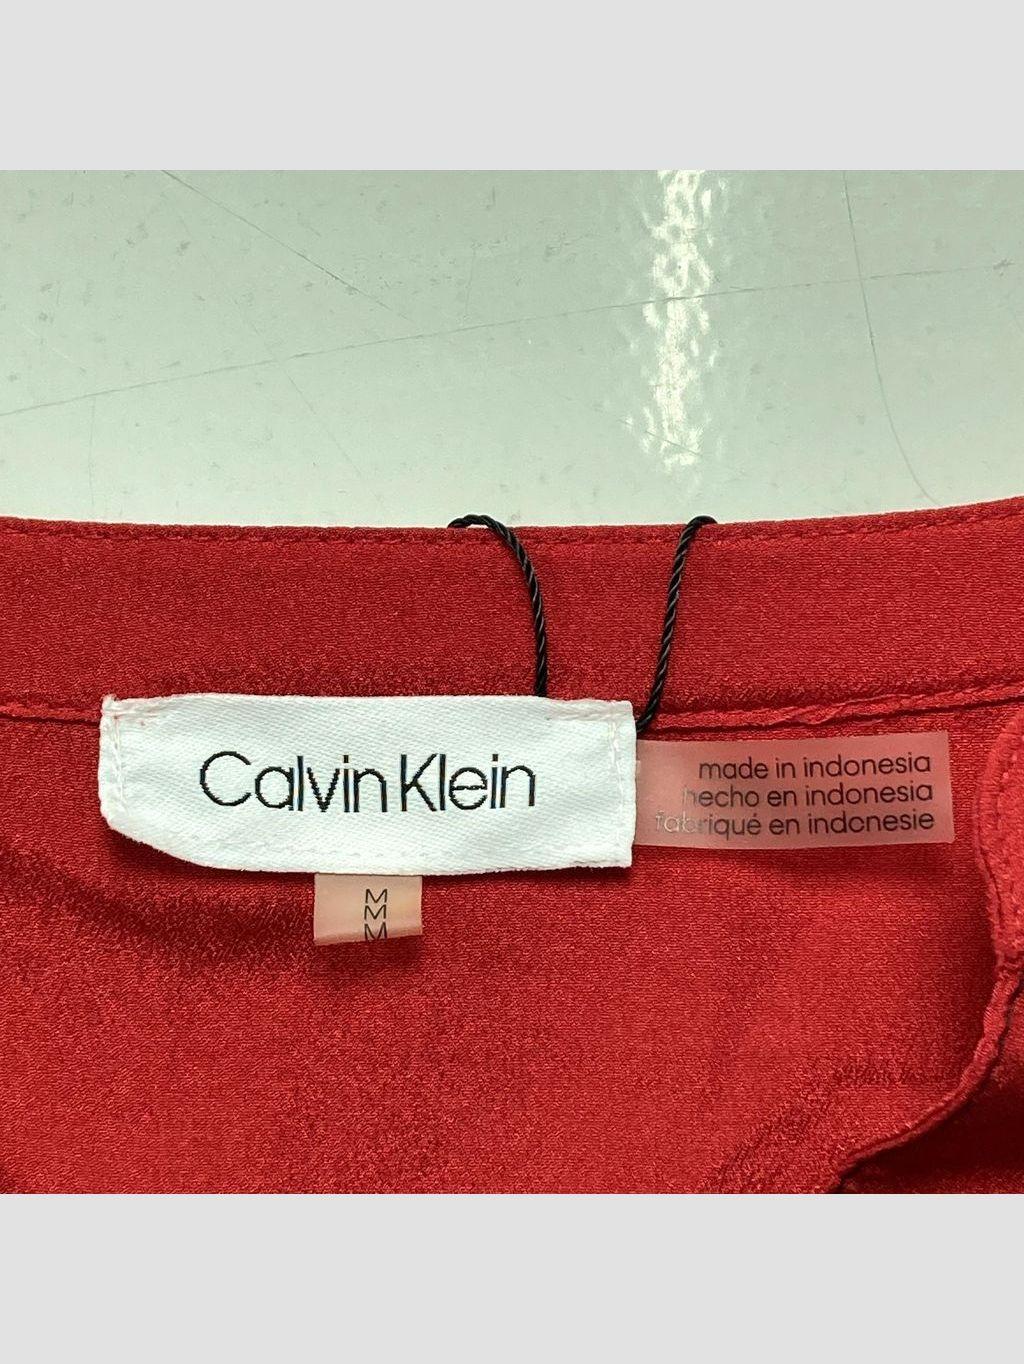 Calvin Klein
made in indonesia
hecho en indonesia
fabriqué en indonesie
M
M
M